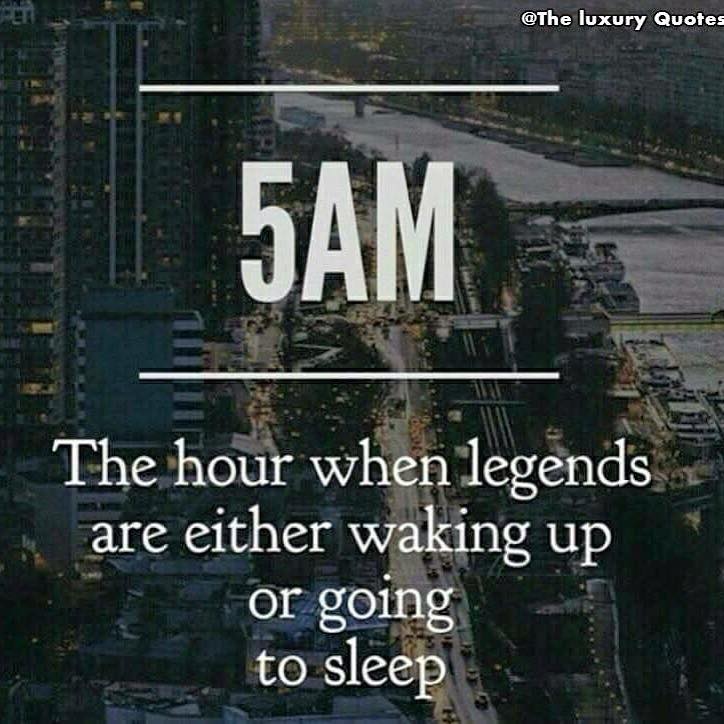 @The luxury Quotes
5AM
The hour when legends
are either waking up
or going
to sleep